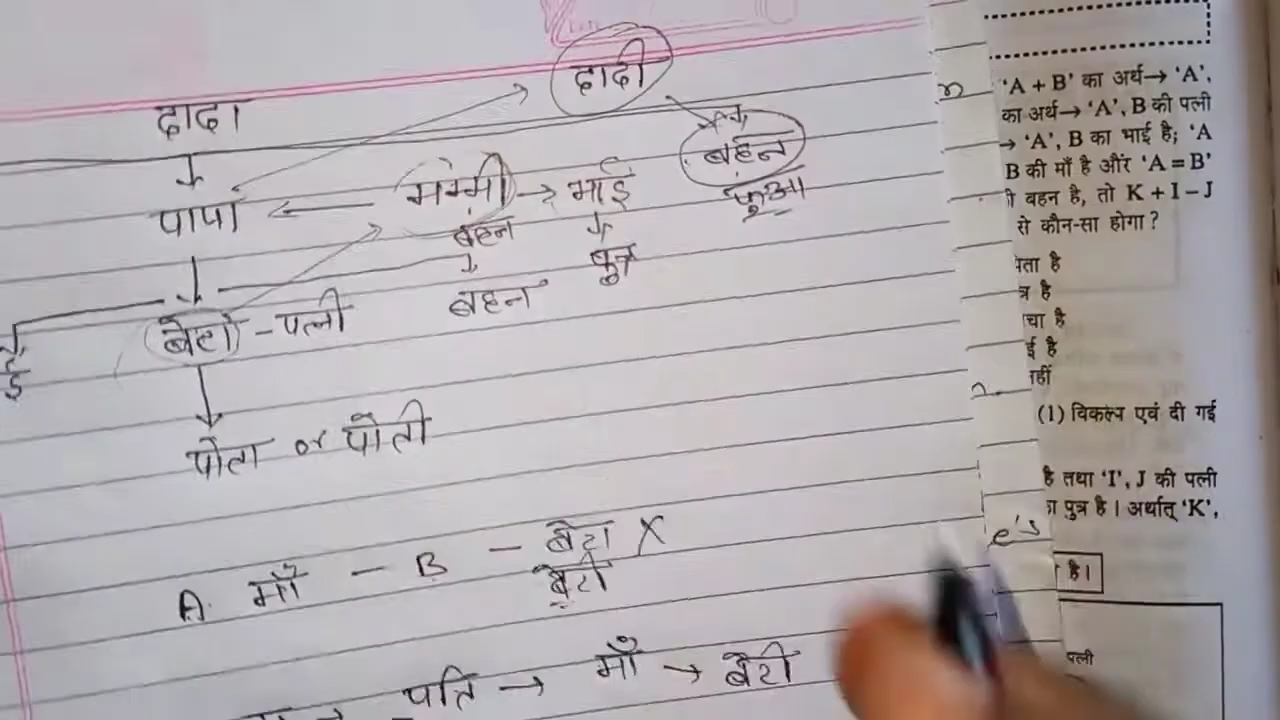 दादी
दादा
बहन
पापा ← मम्मी → भाई
बुआ
बहन
पुत्र
बहन
बेटा - पत्नी
पोता or पोती
A. माँ - B - बेटा X
बेटी
पति → माँ → बेटी
e's
'A + B' का अर्थ→ 'A',
का अर्थ→ 'A', B की पत्नी
→ 'A', B का भाई है; 'A
B की माँ है और 'A = B'
बहन है, तो K + I – J
से कौन-सा होगा ?
है
है
है
है
(1) विकल्प एवं दी गई
है तथा 'I', J की पत्नी
पुत्र है। अर्थात् 'K',
है।
पत्नी